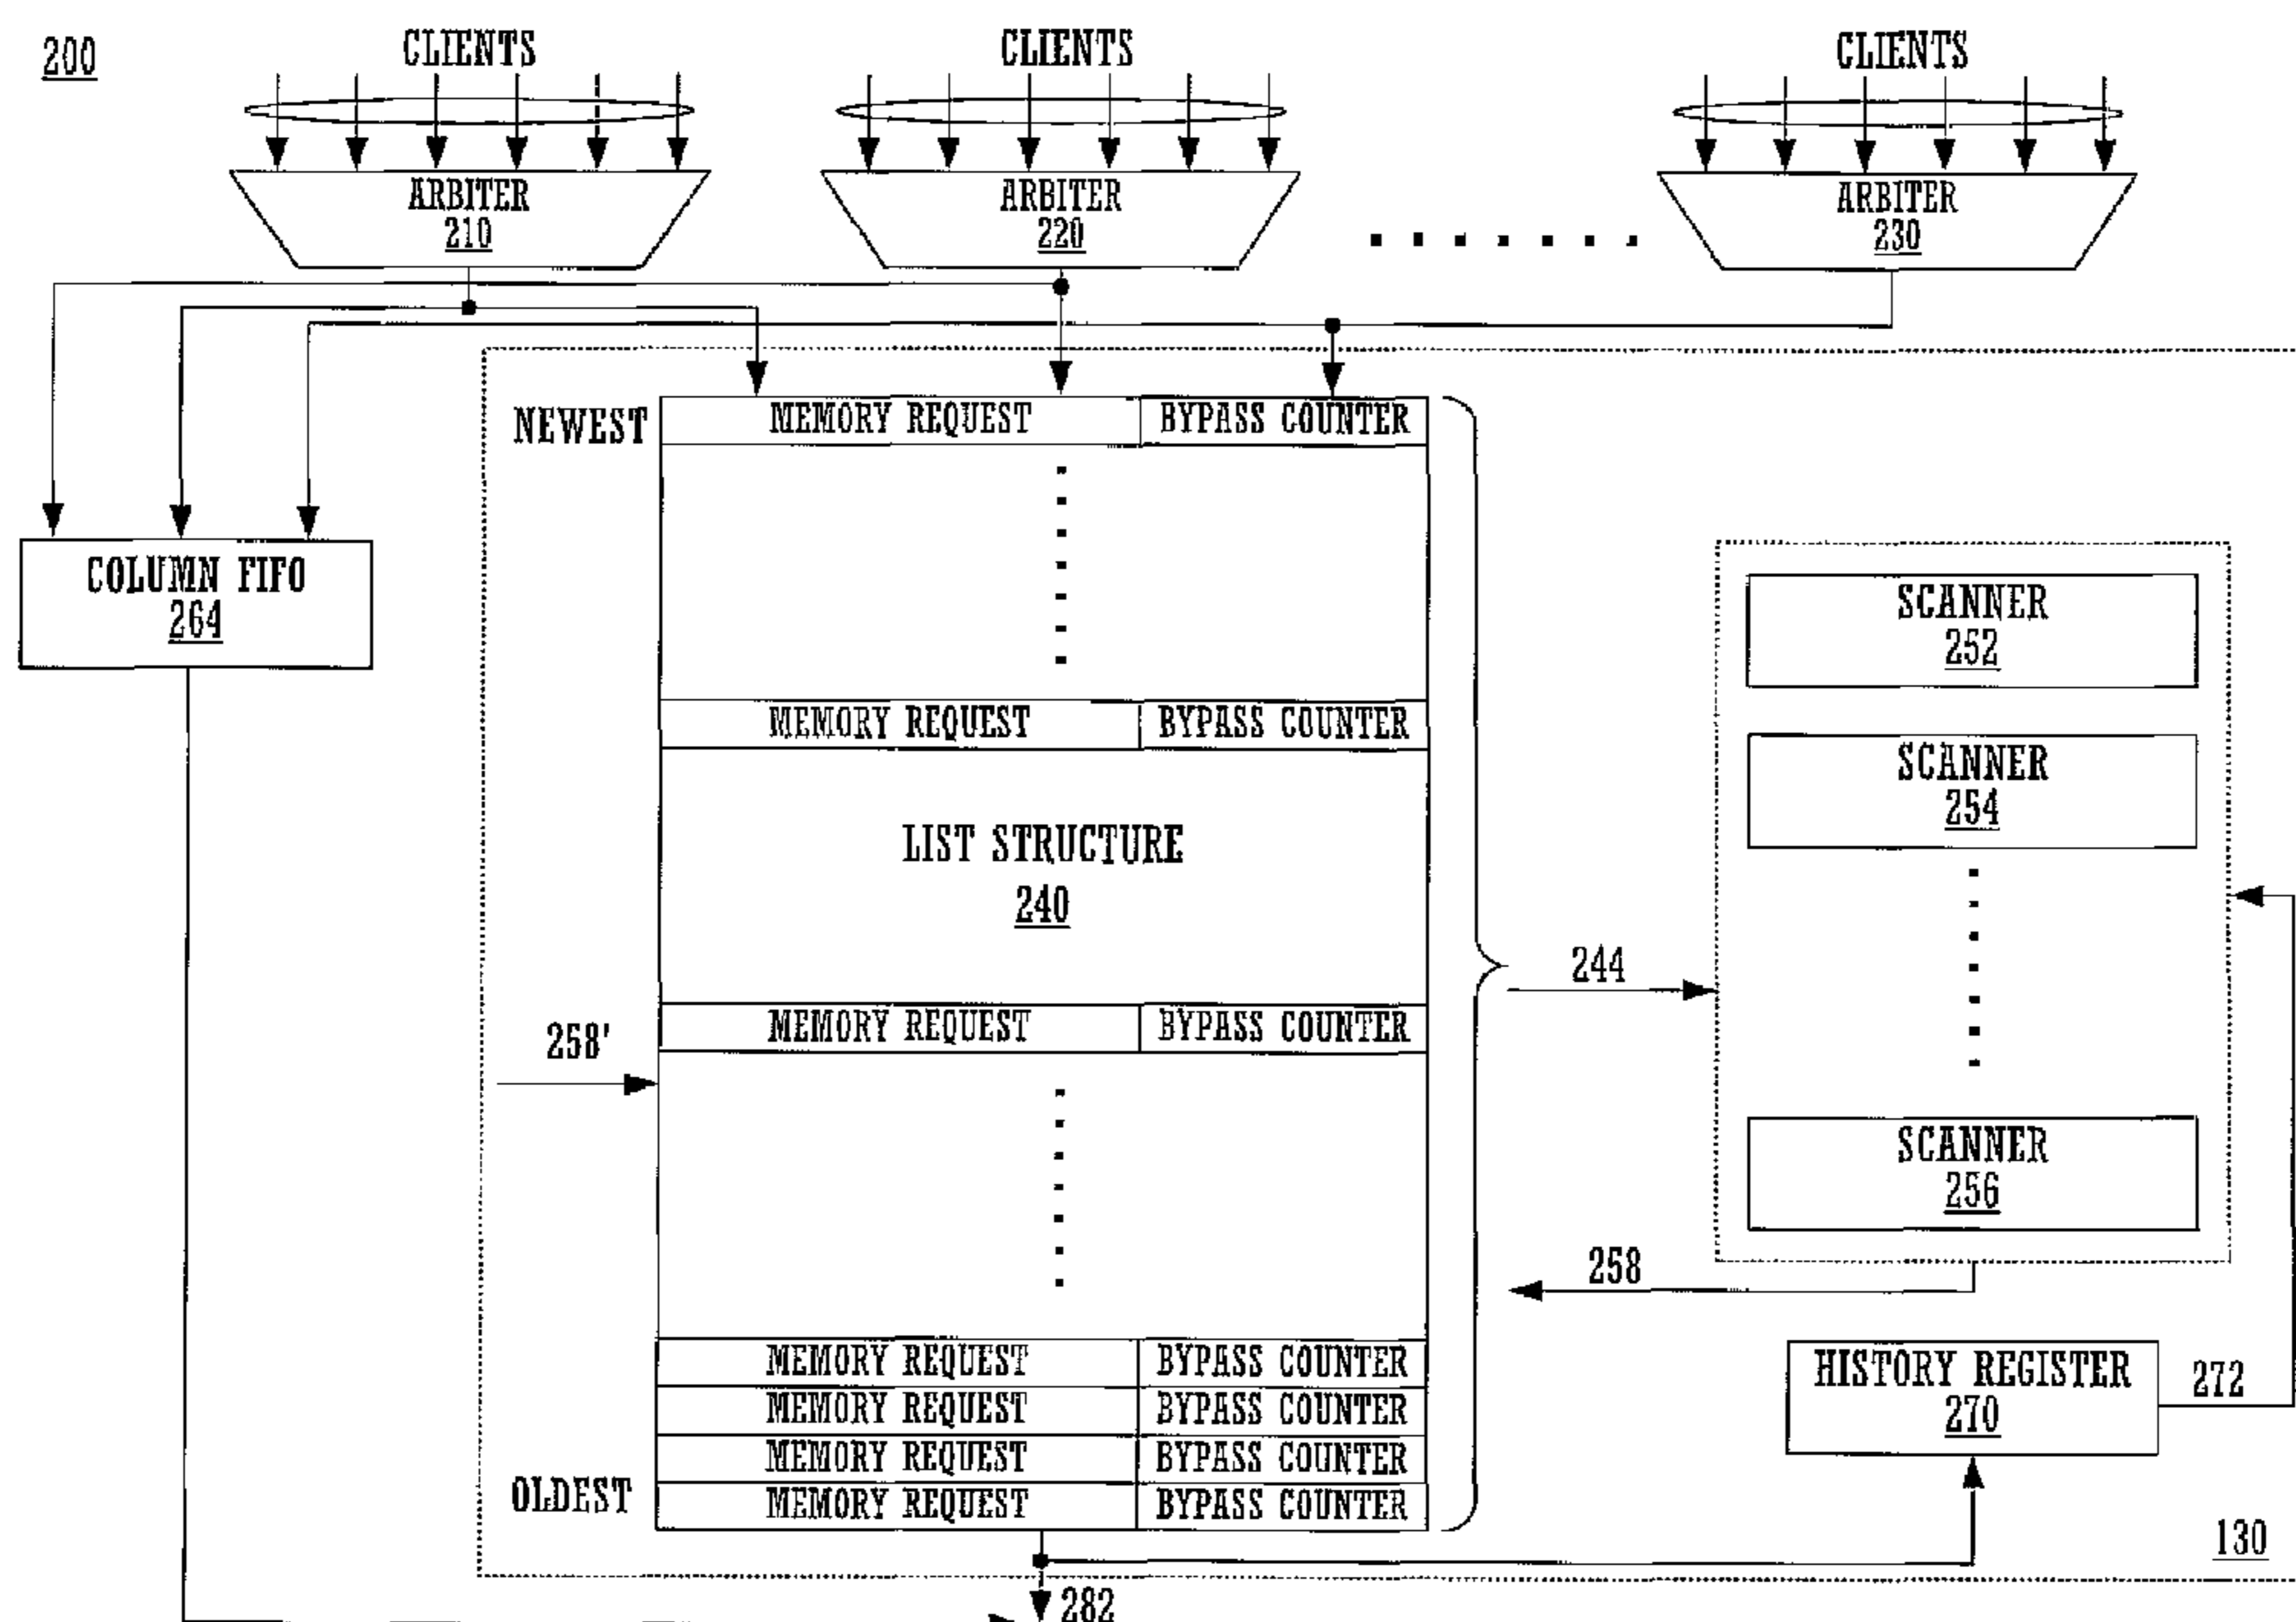 200
CLIENTS CLIENTS CLIENTS
ARBITER ARBITER ARBITER
210 220 230
NEWEST MEMORY REQUEST BYPASS COUNTER
COLUMN FIFO
264
SCANNER
252
MEMORY REQUEST BYPASS COUNTER
SCANNER
254
LIST STRUCTURE
240
244
MEMORY REQUEST BYPASS COUNTER
258'
SCANNER
256
258
MEMORY REQUEST BYPASS COUNTER
MEMORY REQUEST BYPASS COUNTER
MEMORY REQUEST BYPASS COUNTER
OLDEST MEMORY REQUEST BYPASS COUNTER
HISTORY REGISTER
270
272
130
282